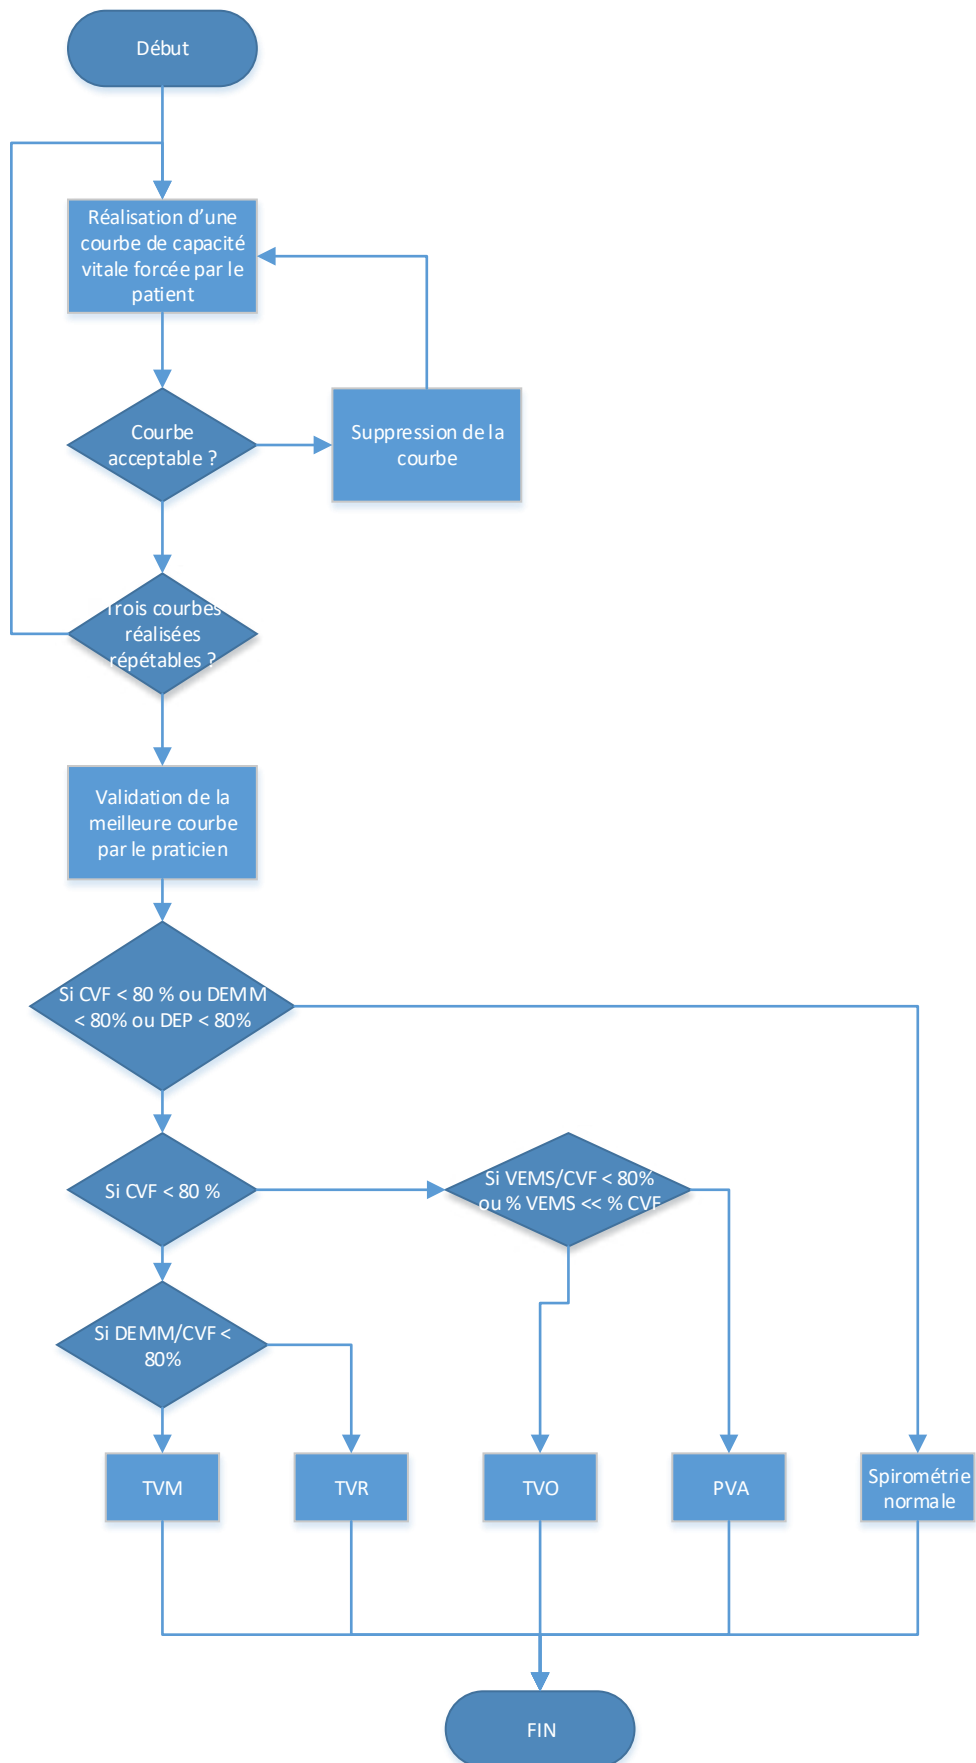 Début
Réalisation d’une
courbe de capacité
vitale forcée par le
patient
Courbe
acceptable ?
Suppression de la
courbe
Trois courbes
réalisées
répétables ?
Validation de la
meilleure courbe
par le praticien
Si CVF < 80 % ou DEMM
< 80% ou DEP < 80%
Si CVF < 80 %
Si VEMS/CVF < 80%
ou % VEMS << % CVF
Si DEMM/CVF <
80%
TVM
TVR
TVO
PVA
Spirométrie
normale
FIN